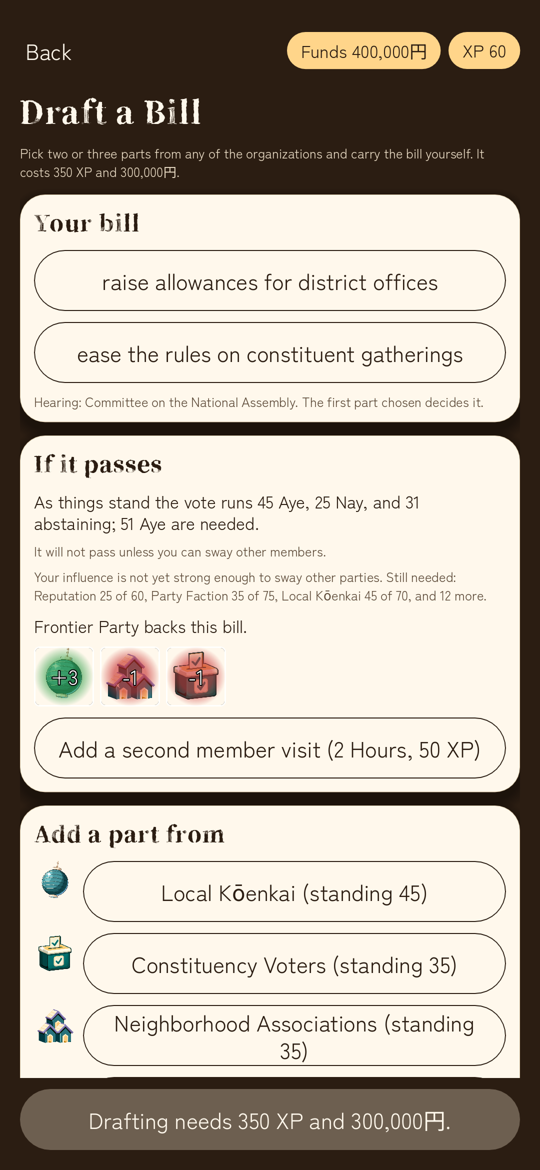 Back
Funds 400,000円
XP 60
Draft a Bill
Pick two or three parts from any of the organizations and carry the bill yourself. It
costs 350 XP and 300,000円.
Your bill
raise allowances for district offices
ease the rules on constituent gatherings
Hearing: Committee on the National Assembly. The first part chosen decides it.
If it passes
As things stand the vote runs 45 Aye, 25 Nay, and 31
abstaining; 51 Aye are needed.
It will not pass unless you can sway other members.
Your influence is not yet strong enough to sway other parties. Still needed:
Reputation 25 of 60, Party Faction 35 of 75, Local Kōenkai 45 of 70, and 12 more.
Frontier Party backs this bill.
+3 -1 -1
Add a second member visit (2 Hours, 50 XP)
Add a part from
Local Kōenkai (standing 45)
Constituency Voters (standing 35)
Neighborhood Associations (standing
35)
Drafting needs 350 XP and 300,000円.